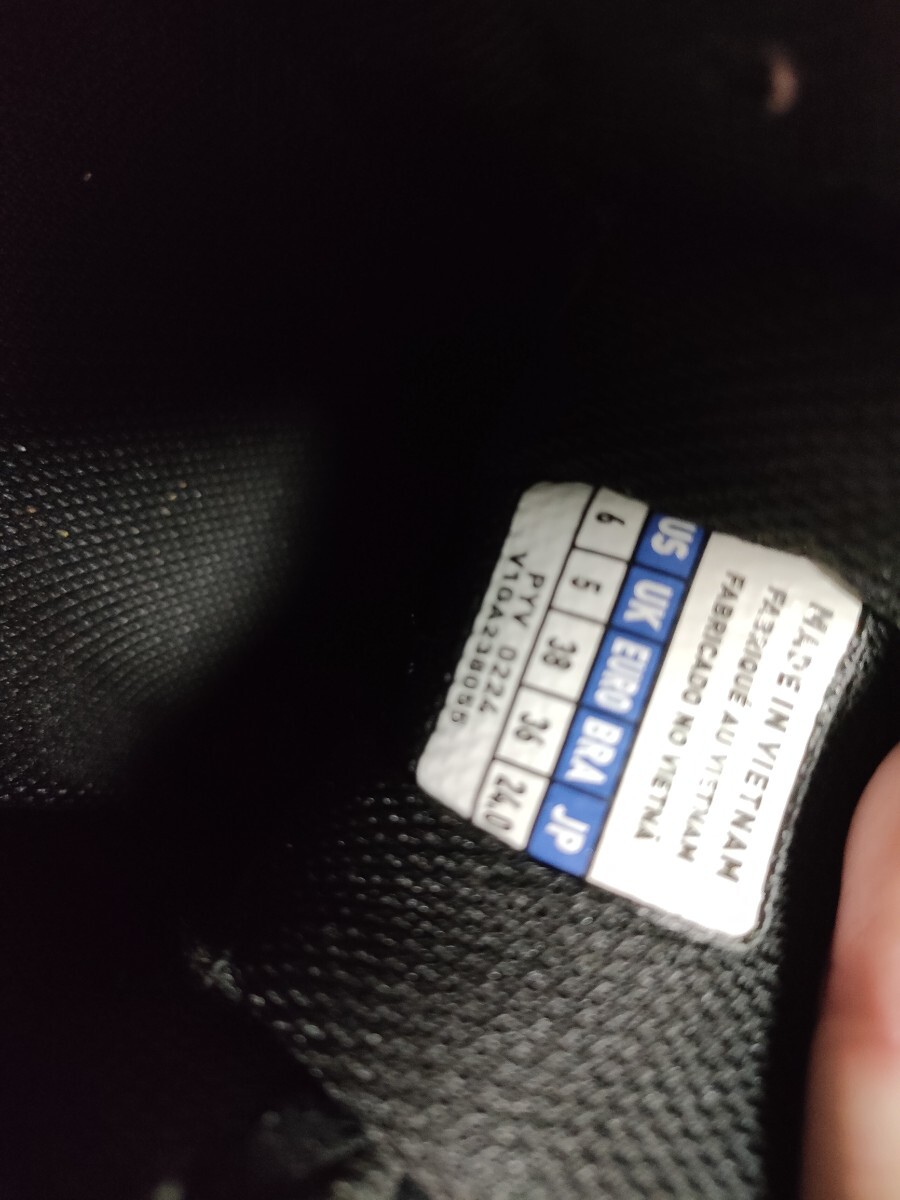 MADE IN VIETNAM
FABRIQUÉ AU VIETNAM
FABRICADO NO VIETNÃ
US UK EURO BRA JP
6 5 38 36 24.0
PYY 0224